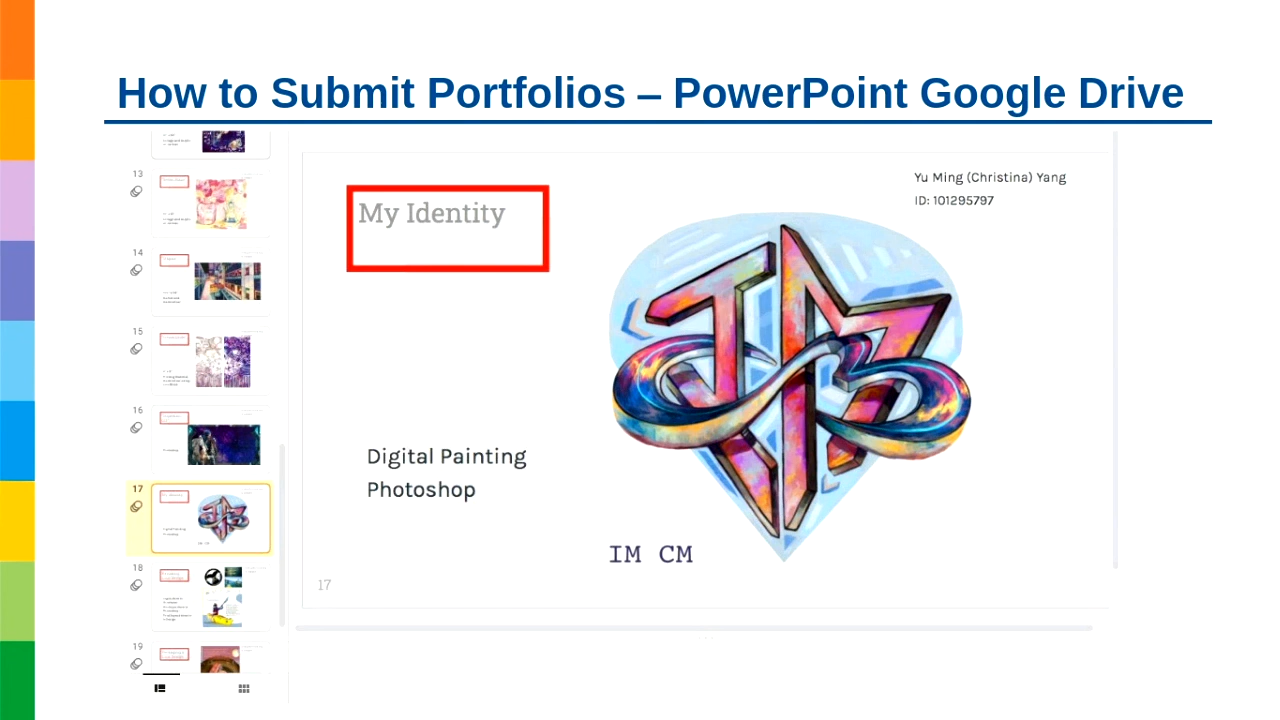 How to Submit Portfolios – PowerPoint Google Drive
13
14
15
16
17
18
19
My Identity
Yu Ming (Christina) Yang
ID: 101295797
Digital Painting
Photoshop
IM CM
17